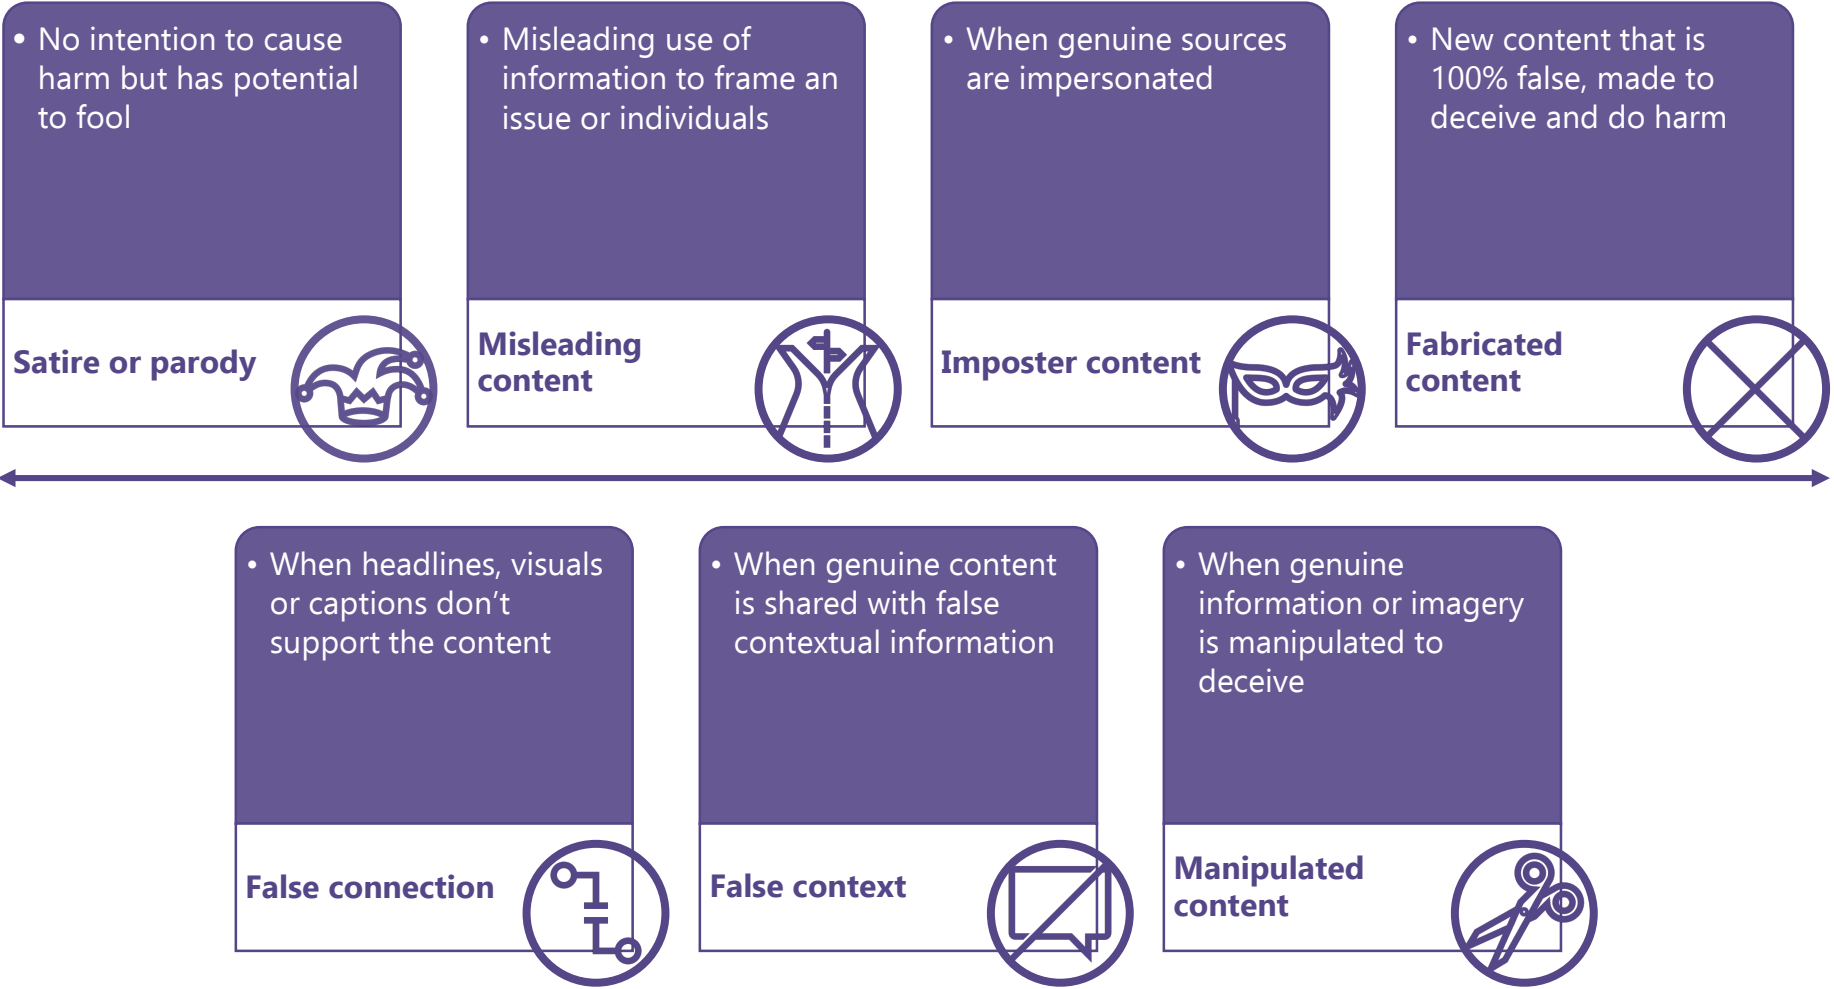 • No intention to cause
harm but has potential
to fool
Satire or parody
• Misleading use of
information to frame an
issue or individuals
Misleading
content
• When genuine sources
are impersonated
Imposter content
• New content that is
100% false, made to
deceive and do harm
Fabricated
content
• When headlines, visuals
or captions don’t
support the content
False connection
• When genuine content
is shared with false
contextual information
False context
• When genuine
information or imagery
is manipulated to
deceive
Manipulated
content